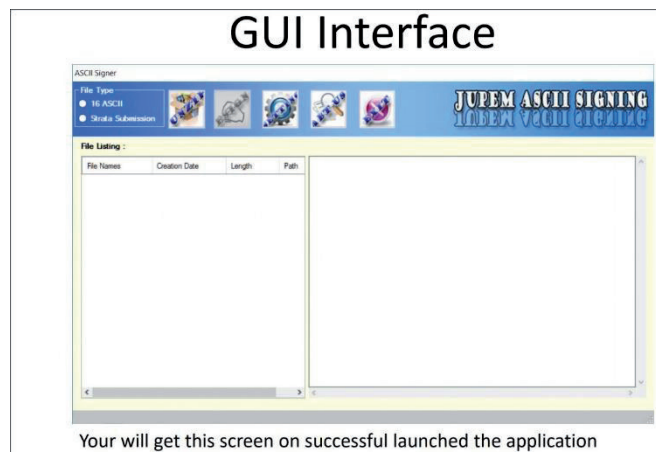 GUI Interface
ASCII Signer
File Type
16 ASCII
Strata Submission
JUPEM ASCII SIGNING
File Listing :
File Names Creation Date Length Path
Your will get this screen on successful launched the application